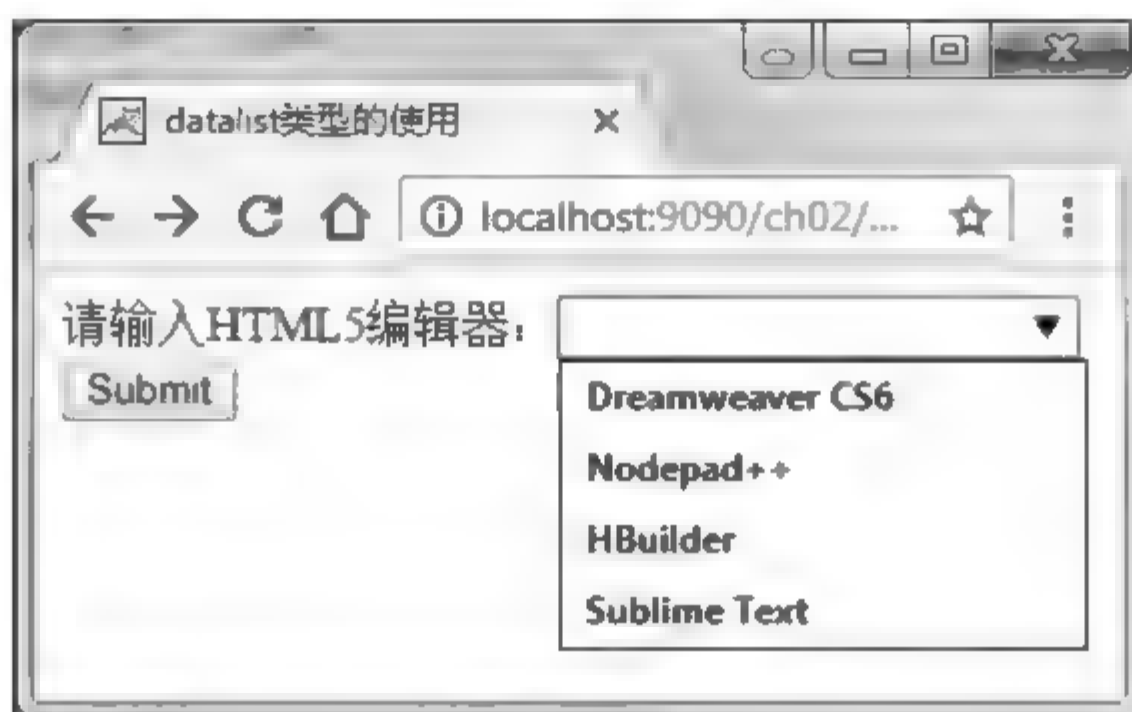 datalist类型的使用
localhost:9090/ch02/...
请输入HTML5编辑器：
Submit
Dreamweaver CS6
Nodepad++
HBuilder
Sublime Text